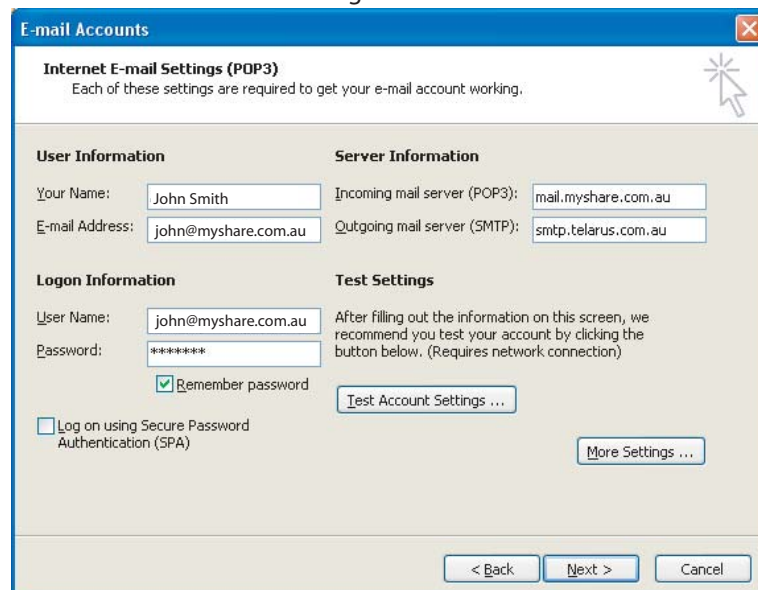 E-mail Accounts
Internet E-mail Settings (POP3)
Each of these settings are required to get your e-mail account working.
User Information
Your Name: John Smith
E-mail Address: john@myshare.com.au
Server Information
Incoming mail server (POP3): mail.myshare.com.au
Outgoing mail server (SMTP): smtp.telarus.com.au
Logon Information
User Name: john@myshare.com.au
Password: *******
Remember password
Log on using Secure Password
Authentication (SPA)
Test Settings
After filling out the information on this screen, we
recommend you test your account by clicking the
button below. (Requires network connection)
Test Account Settings ...
More Settings ...
< Back
Next >
Cancel